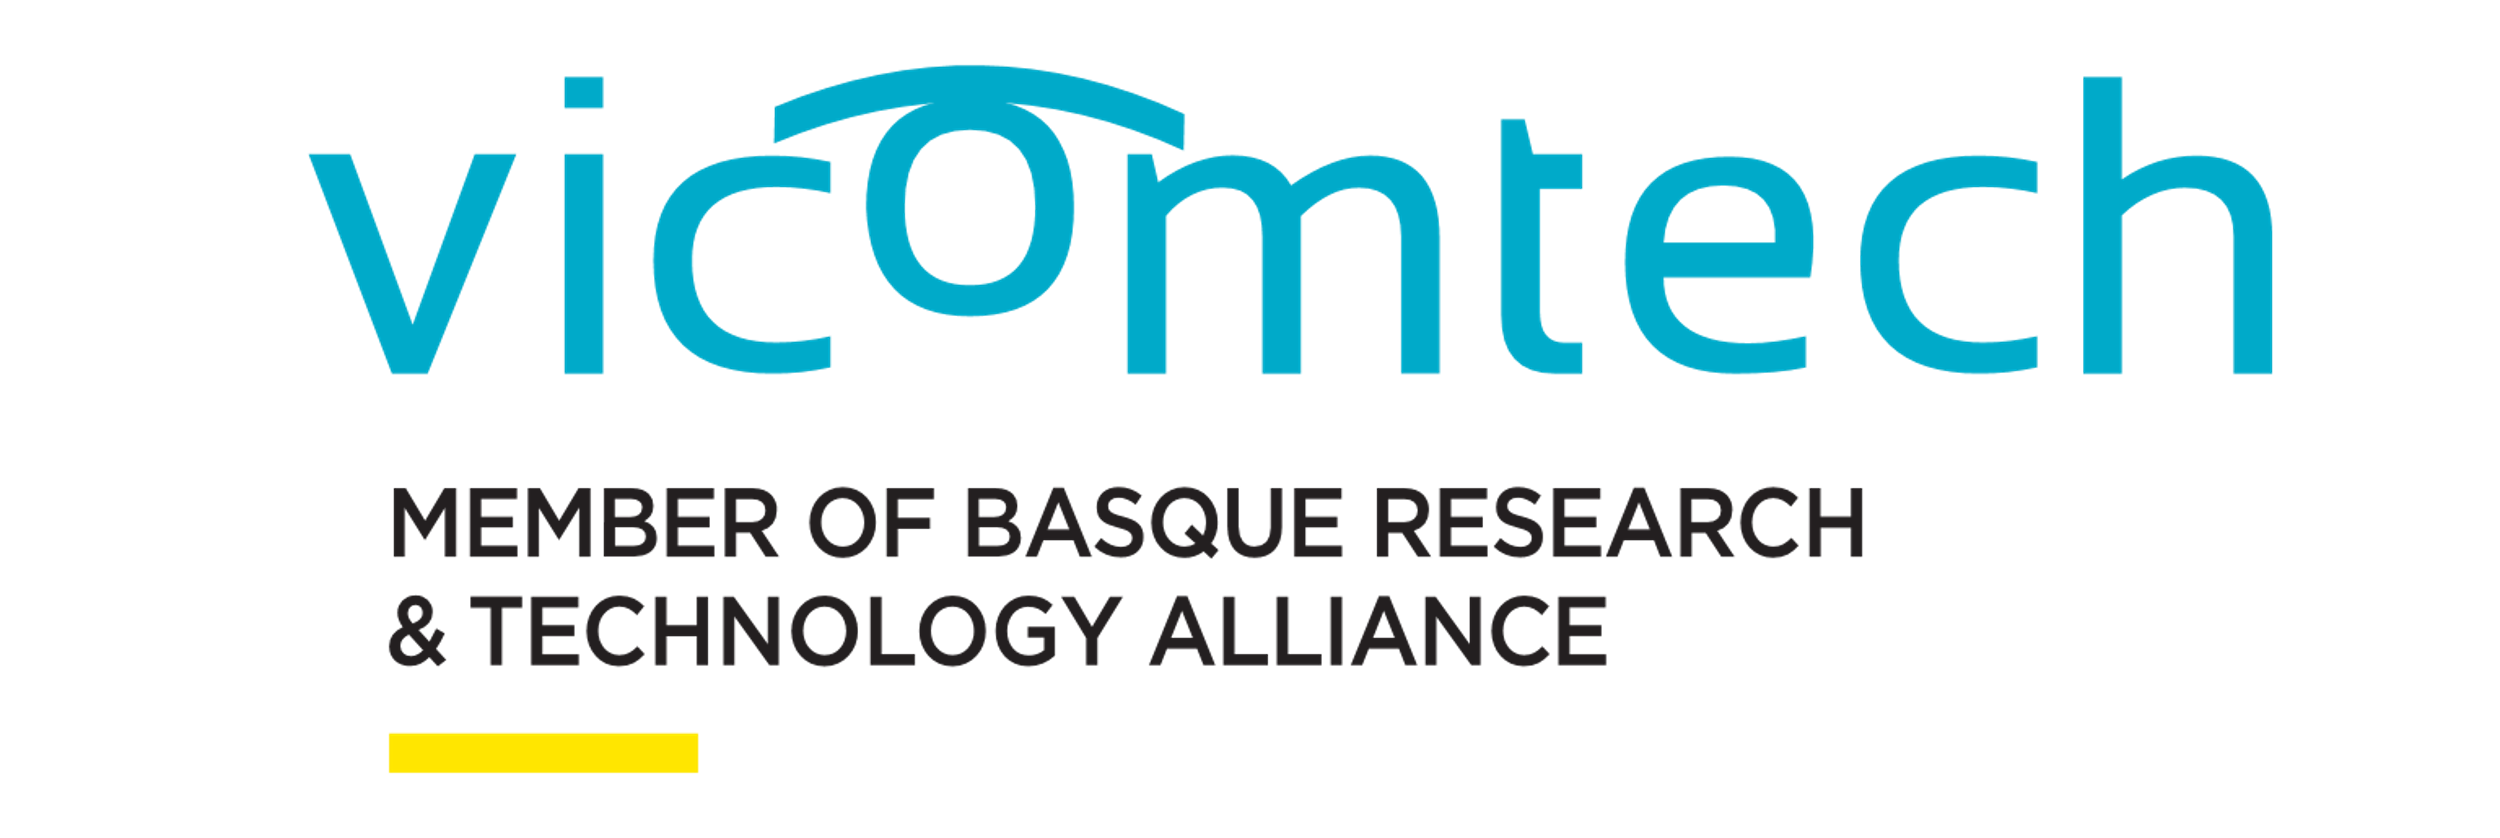 vicomtech
MEMBER OF BASQUE RESEARCH
& TECHNOLOGY ALLIANCE